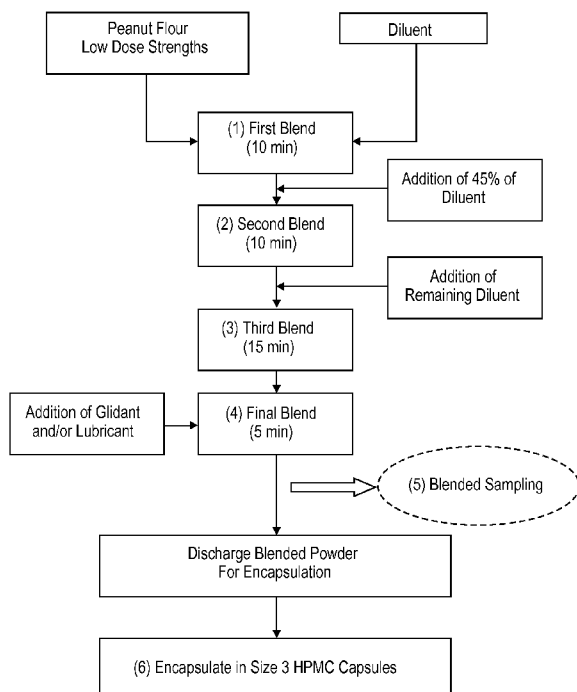 Peanut Flour
Low Dose Strengths
Diluent
(1) First Blend
(10 min)
Addition of 45% of
Diluent
(2) Second Blend
(10 min)
Addition of
Remaining Diluent
(3) Third Blend
(15 min)
Addition of Glidant
and/or Lubricant
(4) Final Blend
(5 min)
(5) Blended Sampling
Discharge Blended Powder
For Encapsulation
(6) Encapsulate in Size 3 HPMC Capsules